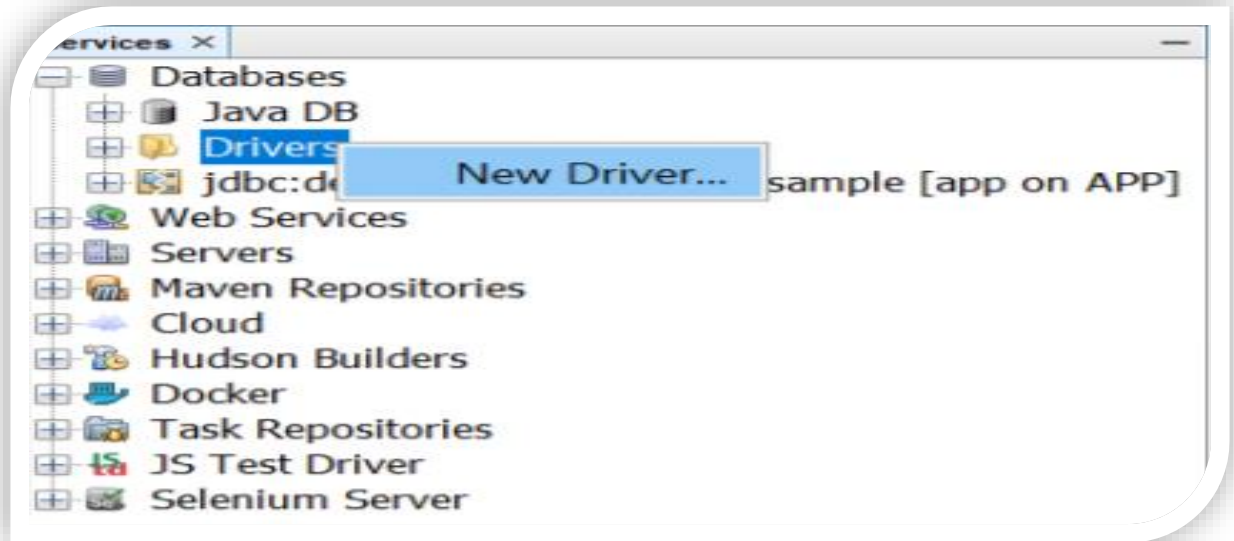 ervices ×
Databases
Java DB
Drivers
New Driver...
jdbc:de sample [app on APP]
Web Services
Servers
Maven Repositories
Cloud
Hudson Builders
Docker
Task Repositories
JS Test Driver
Selenium Server